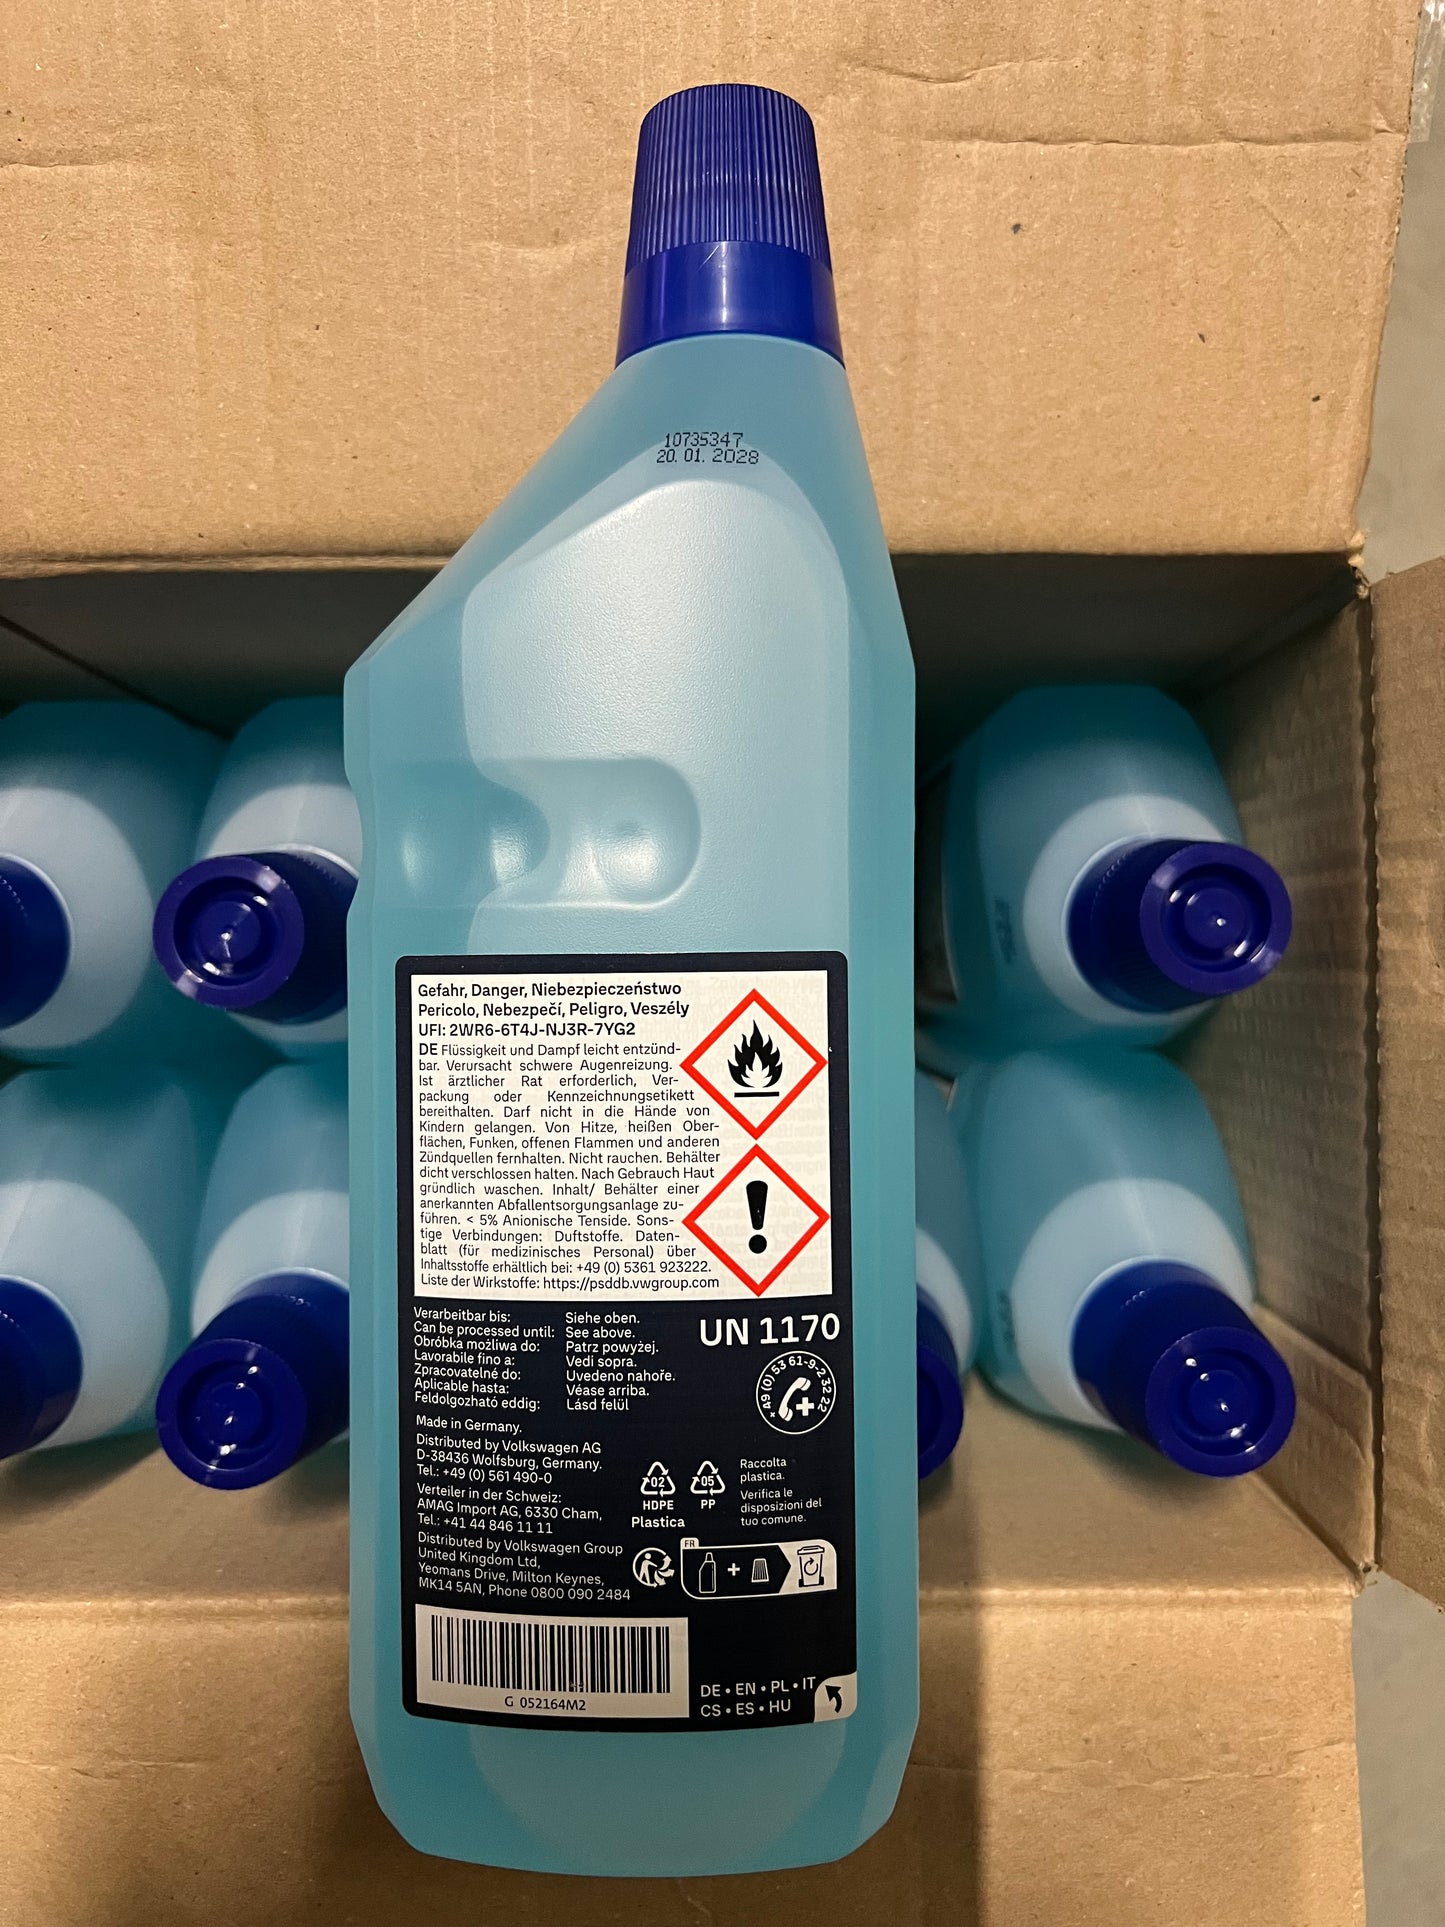 10735347
20. 01. 2028
Gefahr, Danger, Niebezpieczeństwo
Pericolo, Nebezpečí, Peligro, Veszély
UFI: 2WR6-6T4J-NJ3R-7YG2
DE Flüssigkeit und Dampf leicht entzünd-
bar. Verursacht schwere Augenreizung.
Ist ärztlicher Rat erforderlich, Ver-
packung oder Kennzeichnungsetikett
bereithalten. Darf nicht in die Hände von
Kindern gelangen. Von Hitze, heißen Ober-
flächen, Funken, offenen Flammen und anderen
Zündquellen fernhalten. Nicht rauchen. Behälter
dicht verschlossen halten. Nach Gebrauch Haut
gründlich waschen. Inhalt/ Behälter einer
anerkannten Abfallentsorgungsanlage zu-
führen. < 5% Anionische Tenside. Sons-
tige Verbindungen: Duftstoffe. Daten-
blatt (für medizinisches Personal) über
Inhaltsstoffe erhältlich bei: +49 (0) 5361 923222.
Liste der Wirkstoffe: https://psddb.vwgroup.com
Verarbeitbar bis: Siehe oben.
Can be processed until: See above.
Obróbka możliwa do: Patrz powyżej.
Lavorabile fino a: Vedi sopra.
Zpracovatelné do: Uvedeno nahoře.
Aplicable hasta: Véase arriba.
Feldolgozható eddig: Lásd felül
UN 1170
+49 (0) 53 61-9-2 32 22
Made in Germany.
Distributed by Volkswagen AG
D-38436 Wolfsburg, Germany.
Tel.: +49 (0) 561 490-0
Verteiler in der Schweiz:
AMAG Import AG, 6330 Cham,
Tel.: +41 44 846 11 11
Distributed by Volkswagen Group
United Kingdom Ltd,
Yeomans Drive, Milton Keynes,
MK14 5AN, Phone 0800 090 2484
02 05
HDPE PP
Plastica
Raccolta
plastica.
Verifica le
disposizioni del
tuo comune.
FR
+
G 052164M2
DE • EN • PL • IT
CS • ES • HU